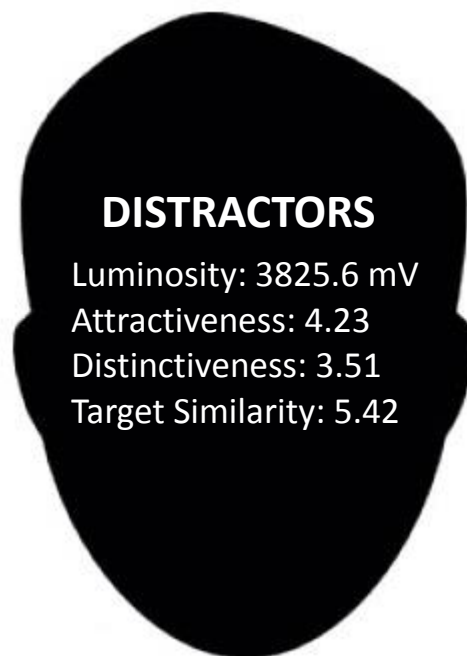 DISTRACTORS
Luminosity: 3825.6 mV
Attractiveness: 4.23
Distinctiveness: 3.51
Target Similarity: 5.42